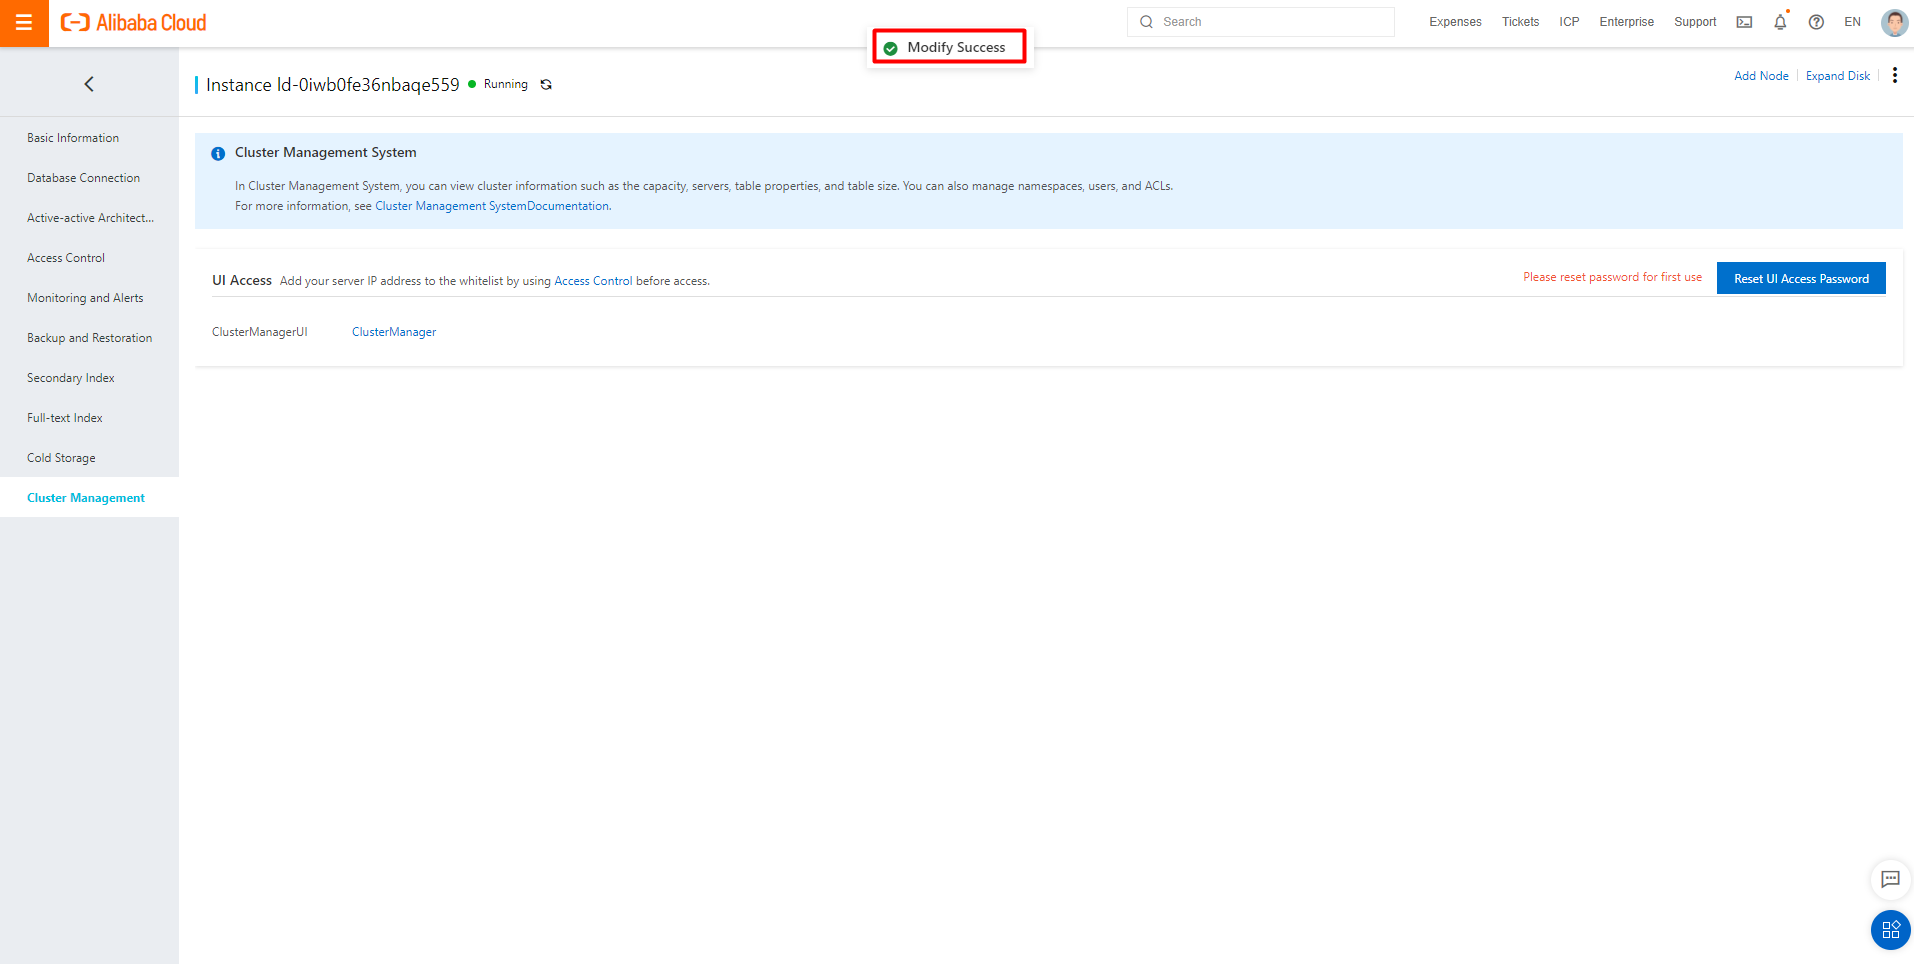 Alibaba Cloud
Search
Expenses
Tickets
ICP
Enterprise
Support
EN
Modify Success
Instance ld-0iwb0fe36nbaqe559
Running
Add Node
Expand Disk
Basic Information
Database Connection
Active-active Architect...
Access Control
Monitoring and Alerts
Backup and Restoration
Secondary Index
Full-text Index
Cold Storage
Cluster Management
Cluster Management System
In Cluster Management System, you can view cluster information such as the capacity, servers, table properties, and table size. You can also manage namespaces, users, and ACLs.
For more information, see Cluster Management SystemDocumentation.
UI Access Add your server IP address to the whitelist by using Access Control before access.
Please reset password for first use
Reset UI Access Password
ClusterManagerUI
ClusterManager